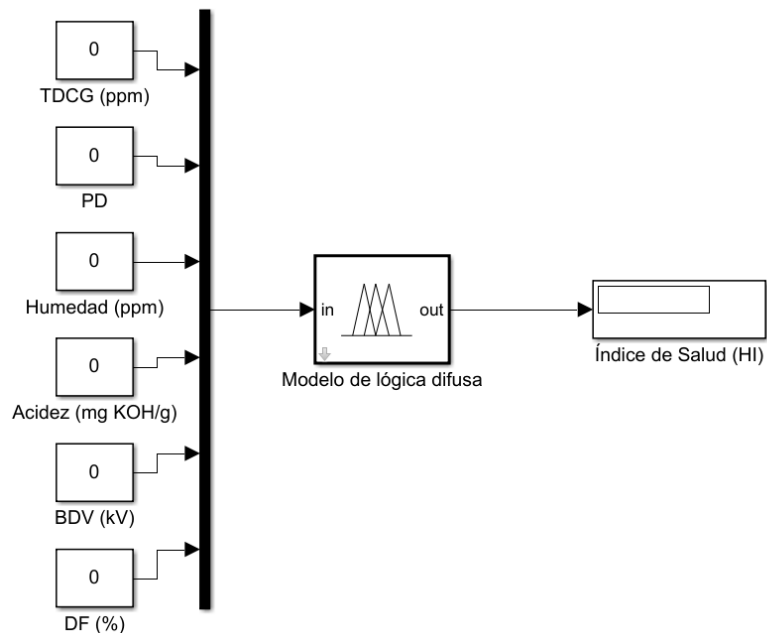 0
TDCG (ppm)
0
PD
0
Humedad (ppm)
0
Acidez (mg KOH/g)
0
BDV (kV)
0
DF (%)
in
out
Modelo de lógica difusa
Índice de Salud (HI)